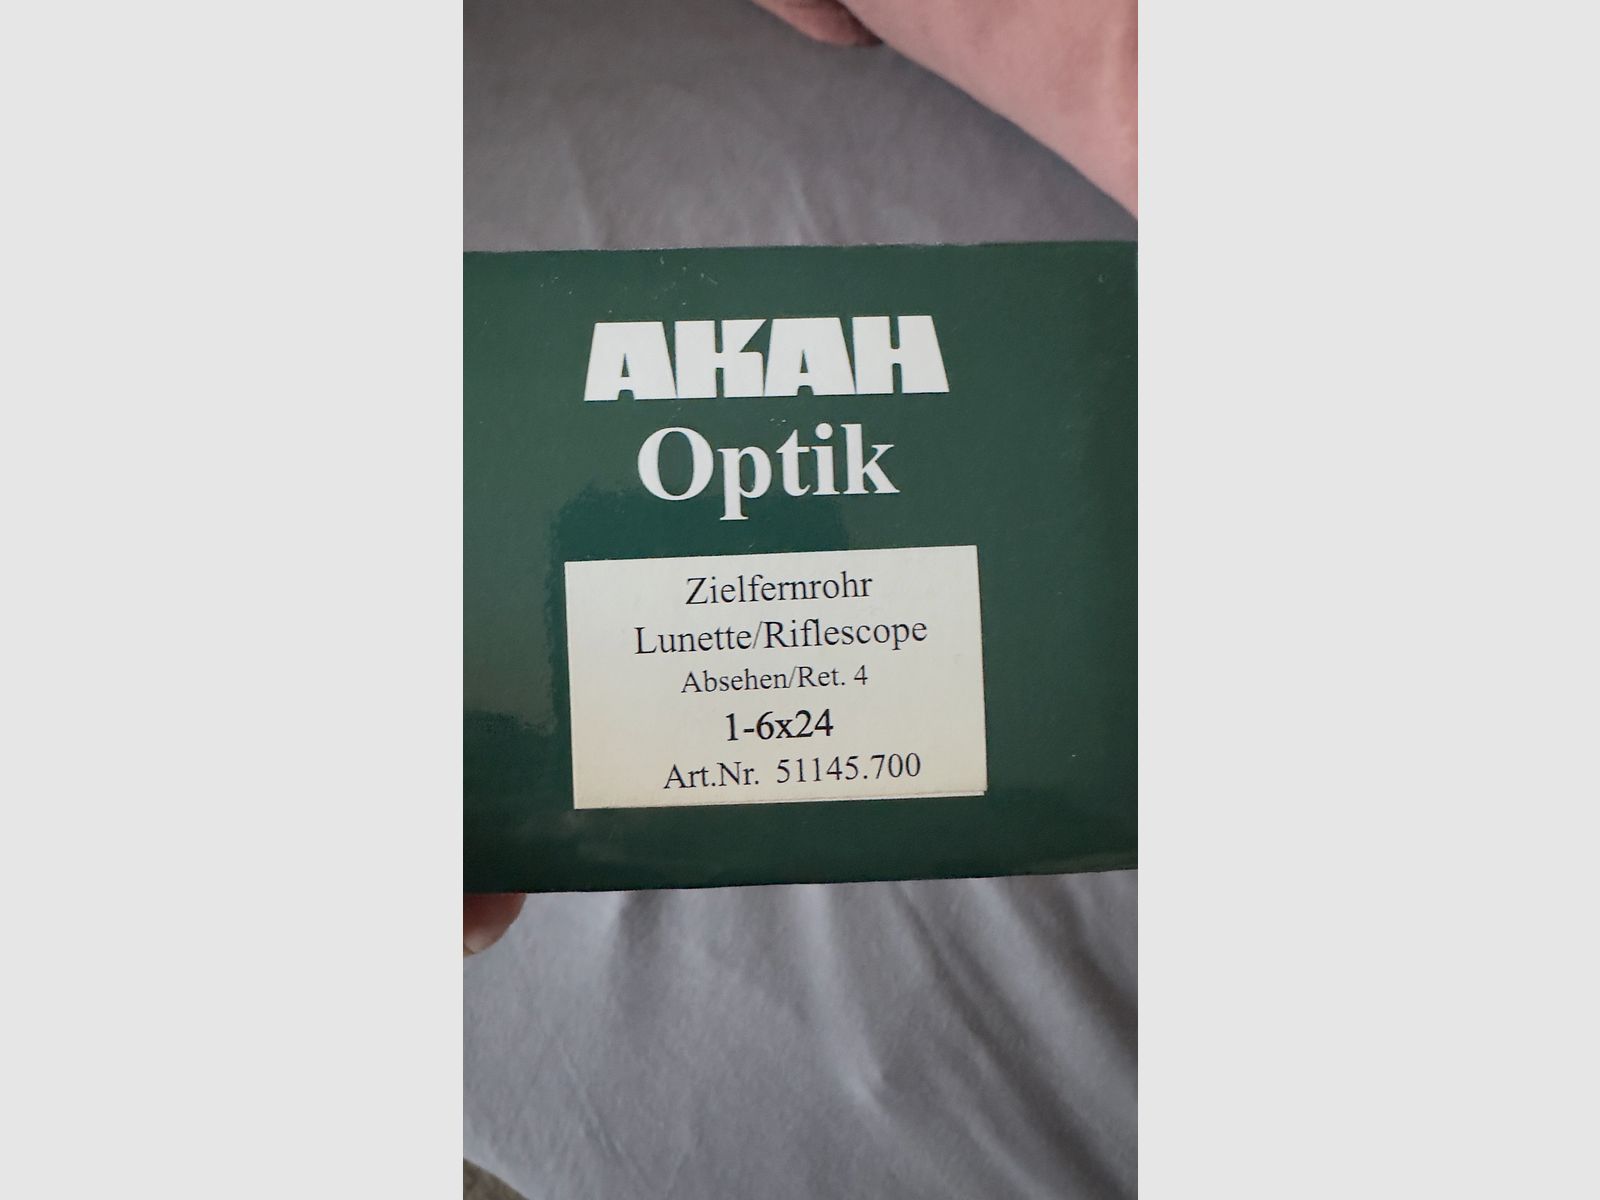 AKAH
Optik
Zielfernrohr
Lunette/Riflescope
Absehen/Ret. 4
1-6x24
Art.Nr. 51145.700